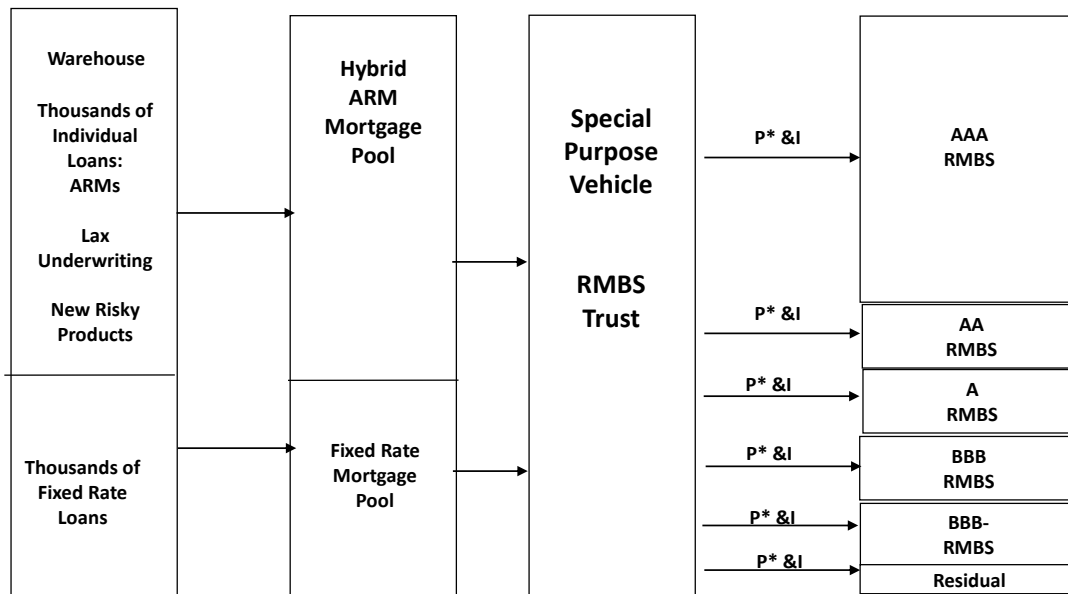 Warehouse
Thousands of
Individual
Loans:
ARMs
Lax
Underwriting
New Risky
Products
Thousands of
Fixed Rate
Loans
Hybrid
ARM
Mortgage
Pool
Fixed Rate
Mortgage
Pool
Special
Purpose
Vehicle
RMBS
Trust
P* &I
AAA
RMBS
P* &I
AA
RMBS
P* &I
A
RMBS
P* &I
BBB
RMBS
P* &I
BBB-
RMBS
P* &I
Residual